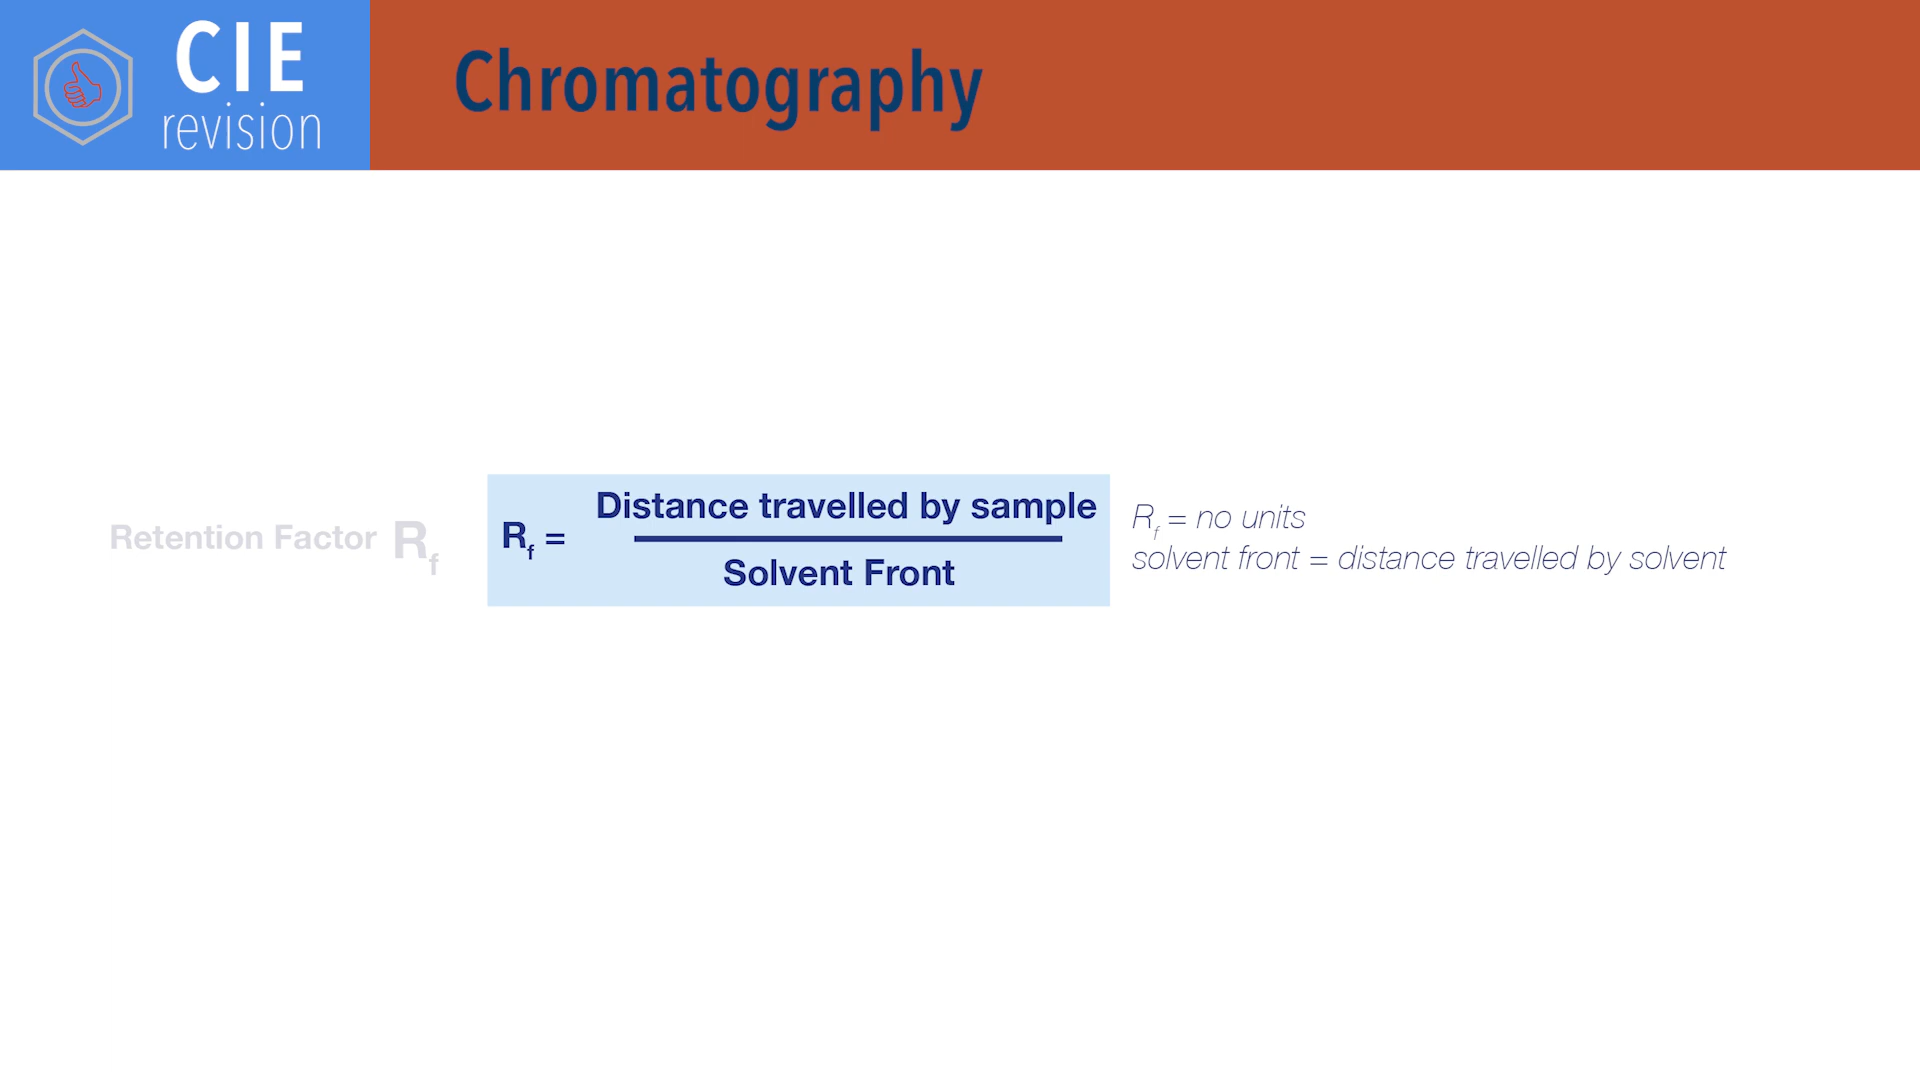 CIE
revision
Chromatography
Retention Factor Rf
Rf =
Distance travelled by sample
Solvent Front
Rf = no units
solvent front = distance travelled by solvent